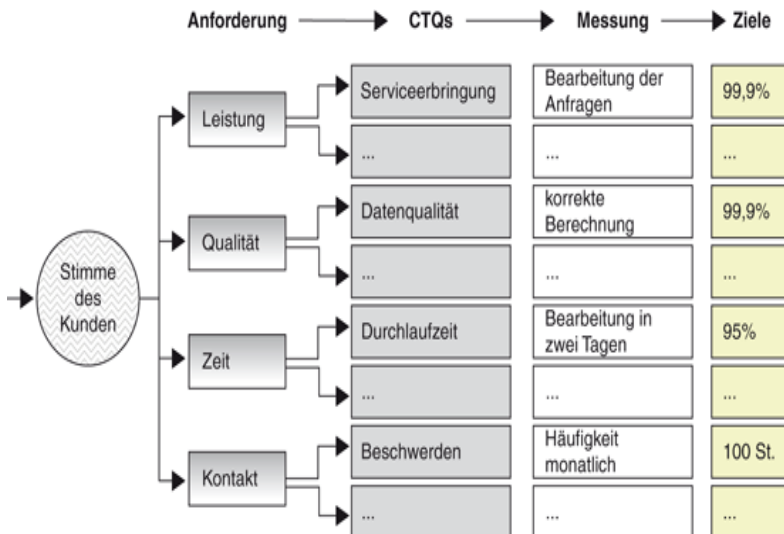 Anforderung CTQs Messung Ziele
Stimme
des
Kunden
Leistung
Serviceerbringung
Bearbeitung der
Anfragen
99,9%
...
...
...
Qualität
Datenqualität
korrekte
Berechnung
99,9%
...
...
...
Zeit
Durchlaufzeit
Bearbeitung in
zwei Tagen
95%
...
...
...
Kontakt
Beschwerden
Häufigkeit
monatlich
100 St.
...
...
...